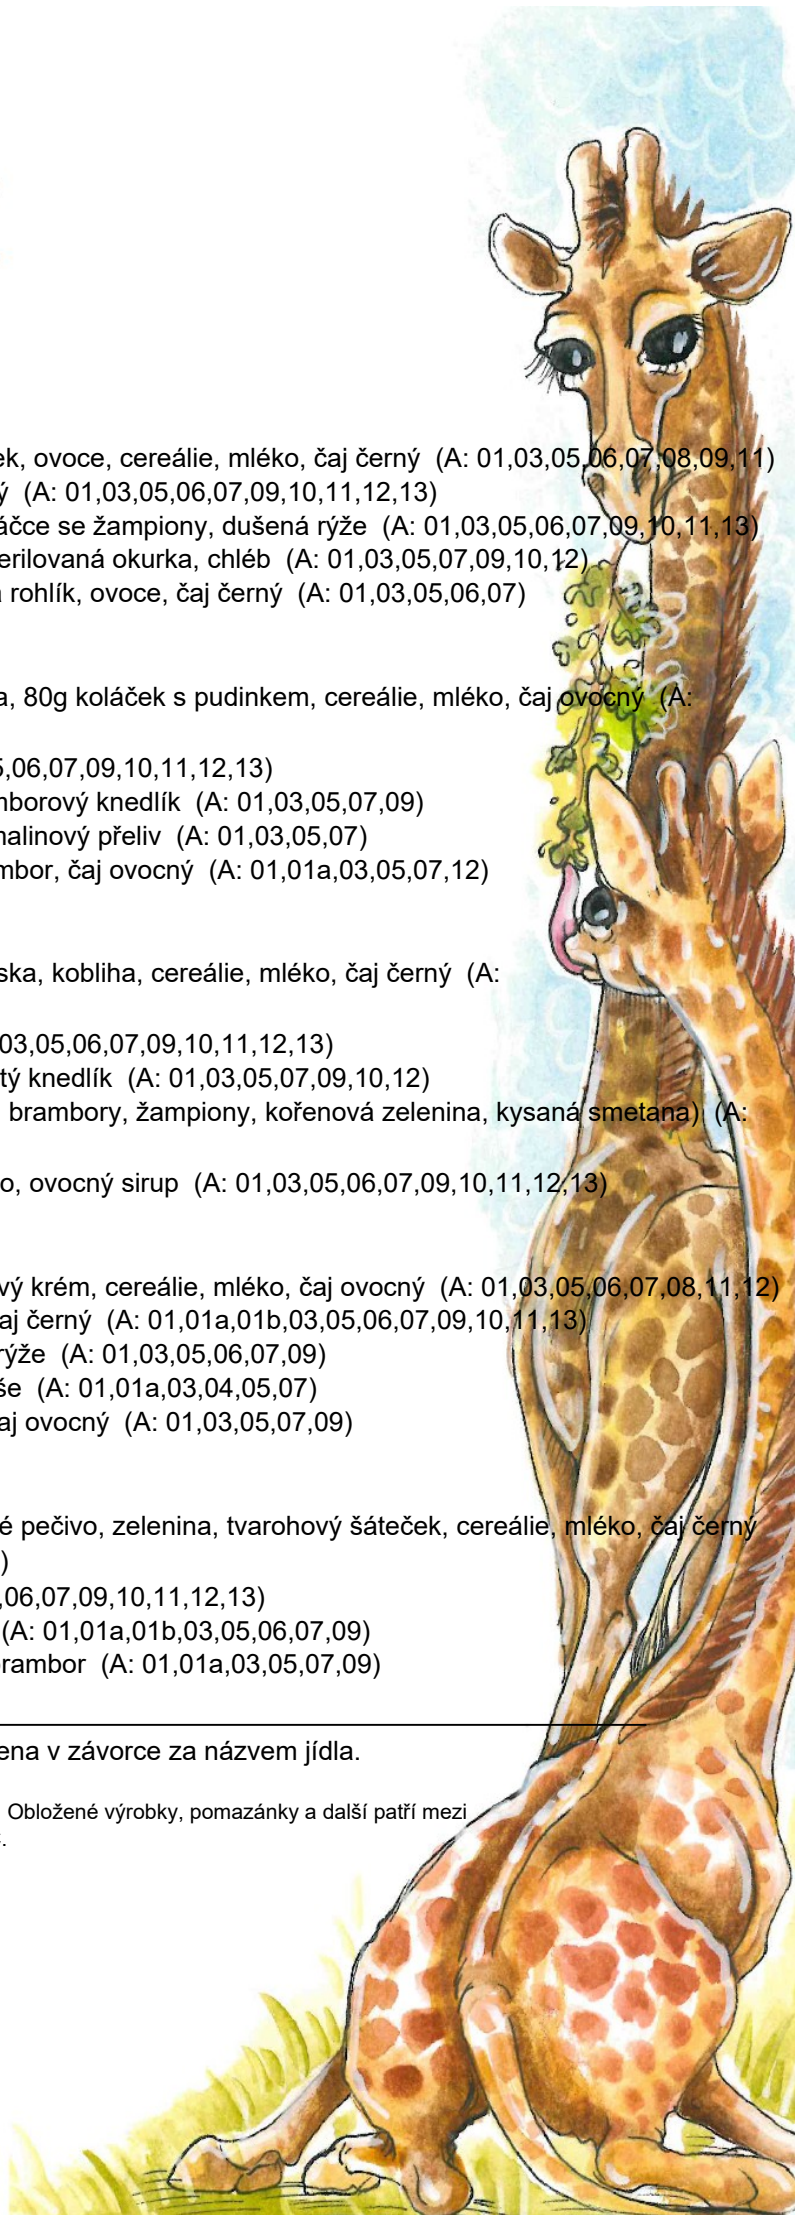 ek, ovoce, cereálie, mléko, čaj černý (A: 01,03,05,06,07,08,09,11)
ý (A: 01,03,05,06,07,09,10,11,12,13)
áčce se žampiony, dušená rýže (A: 01,03,05,06,07,09,10,11,13)
erilovaná okurka, chléb (A: 01,03,05,07,09,10,12)
a rohlík, ovoce, čaj černý (A: 01,03,05,06,07)
a, 80g koláček s pudinkem, cereálie, mléko, čaj ovocný (A:
5,06,07,09,10,11,12,13)
mborový knedlík (A: 01,03,05,07,09)
malinový přeliv (A: 01,03,05,07)
mbor, čaj ovocný (A: 01,01a,03,05,07,12)
ska, kobliha, cereálie, mléko, čaj černý (A:
03,05,06,07,09,10,11,12,13)
tý knedlík (A: 01,03,05,07,09,10,12)
brambory, žampiony, kořenová zelenina, kysaná smetana) (A:
o, ovocný sirup (A: 01,03,05,06,07,09,10,11,12,13)
vý krém, cereálie, mléko, čaj ovocný (A: 01,03,05,06,07,08,11,12)
aj černý (A: 01,01a,01b,03,05,06,07,09,10,11,13)
rýže (A: 01,03,05,06,07,09)
še (A: 01,01a,03,04,05,07)
aj ovocný (A: 01,03,05,07,09)
é pečivo, zelenina, tvarohový šáteček, cereálie, mléko, čaj černý
)
,06,07,09,10,11,12,13)
(A: 01,01a,01b,03,05,06,07,09)
brambor (A: 01,01a,03,05,07,09)
ena v závorce za názvem jídla.
Obložené výrobky, pomazánky a další patří mezi